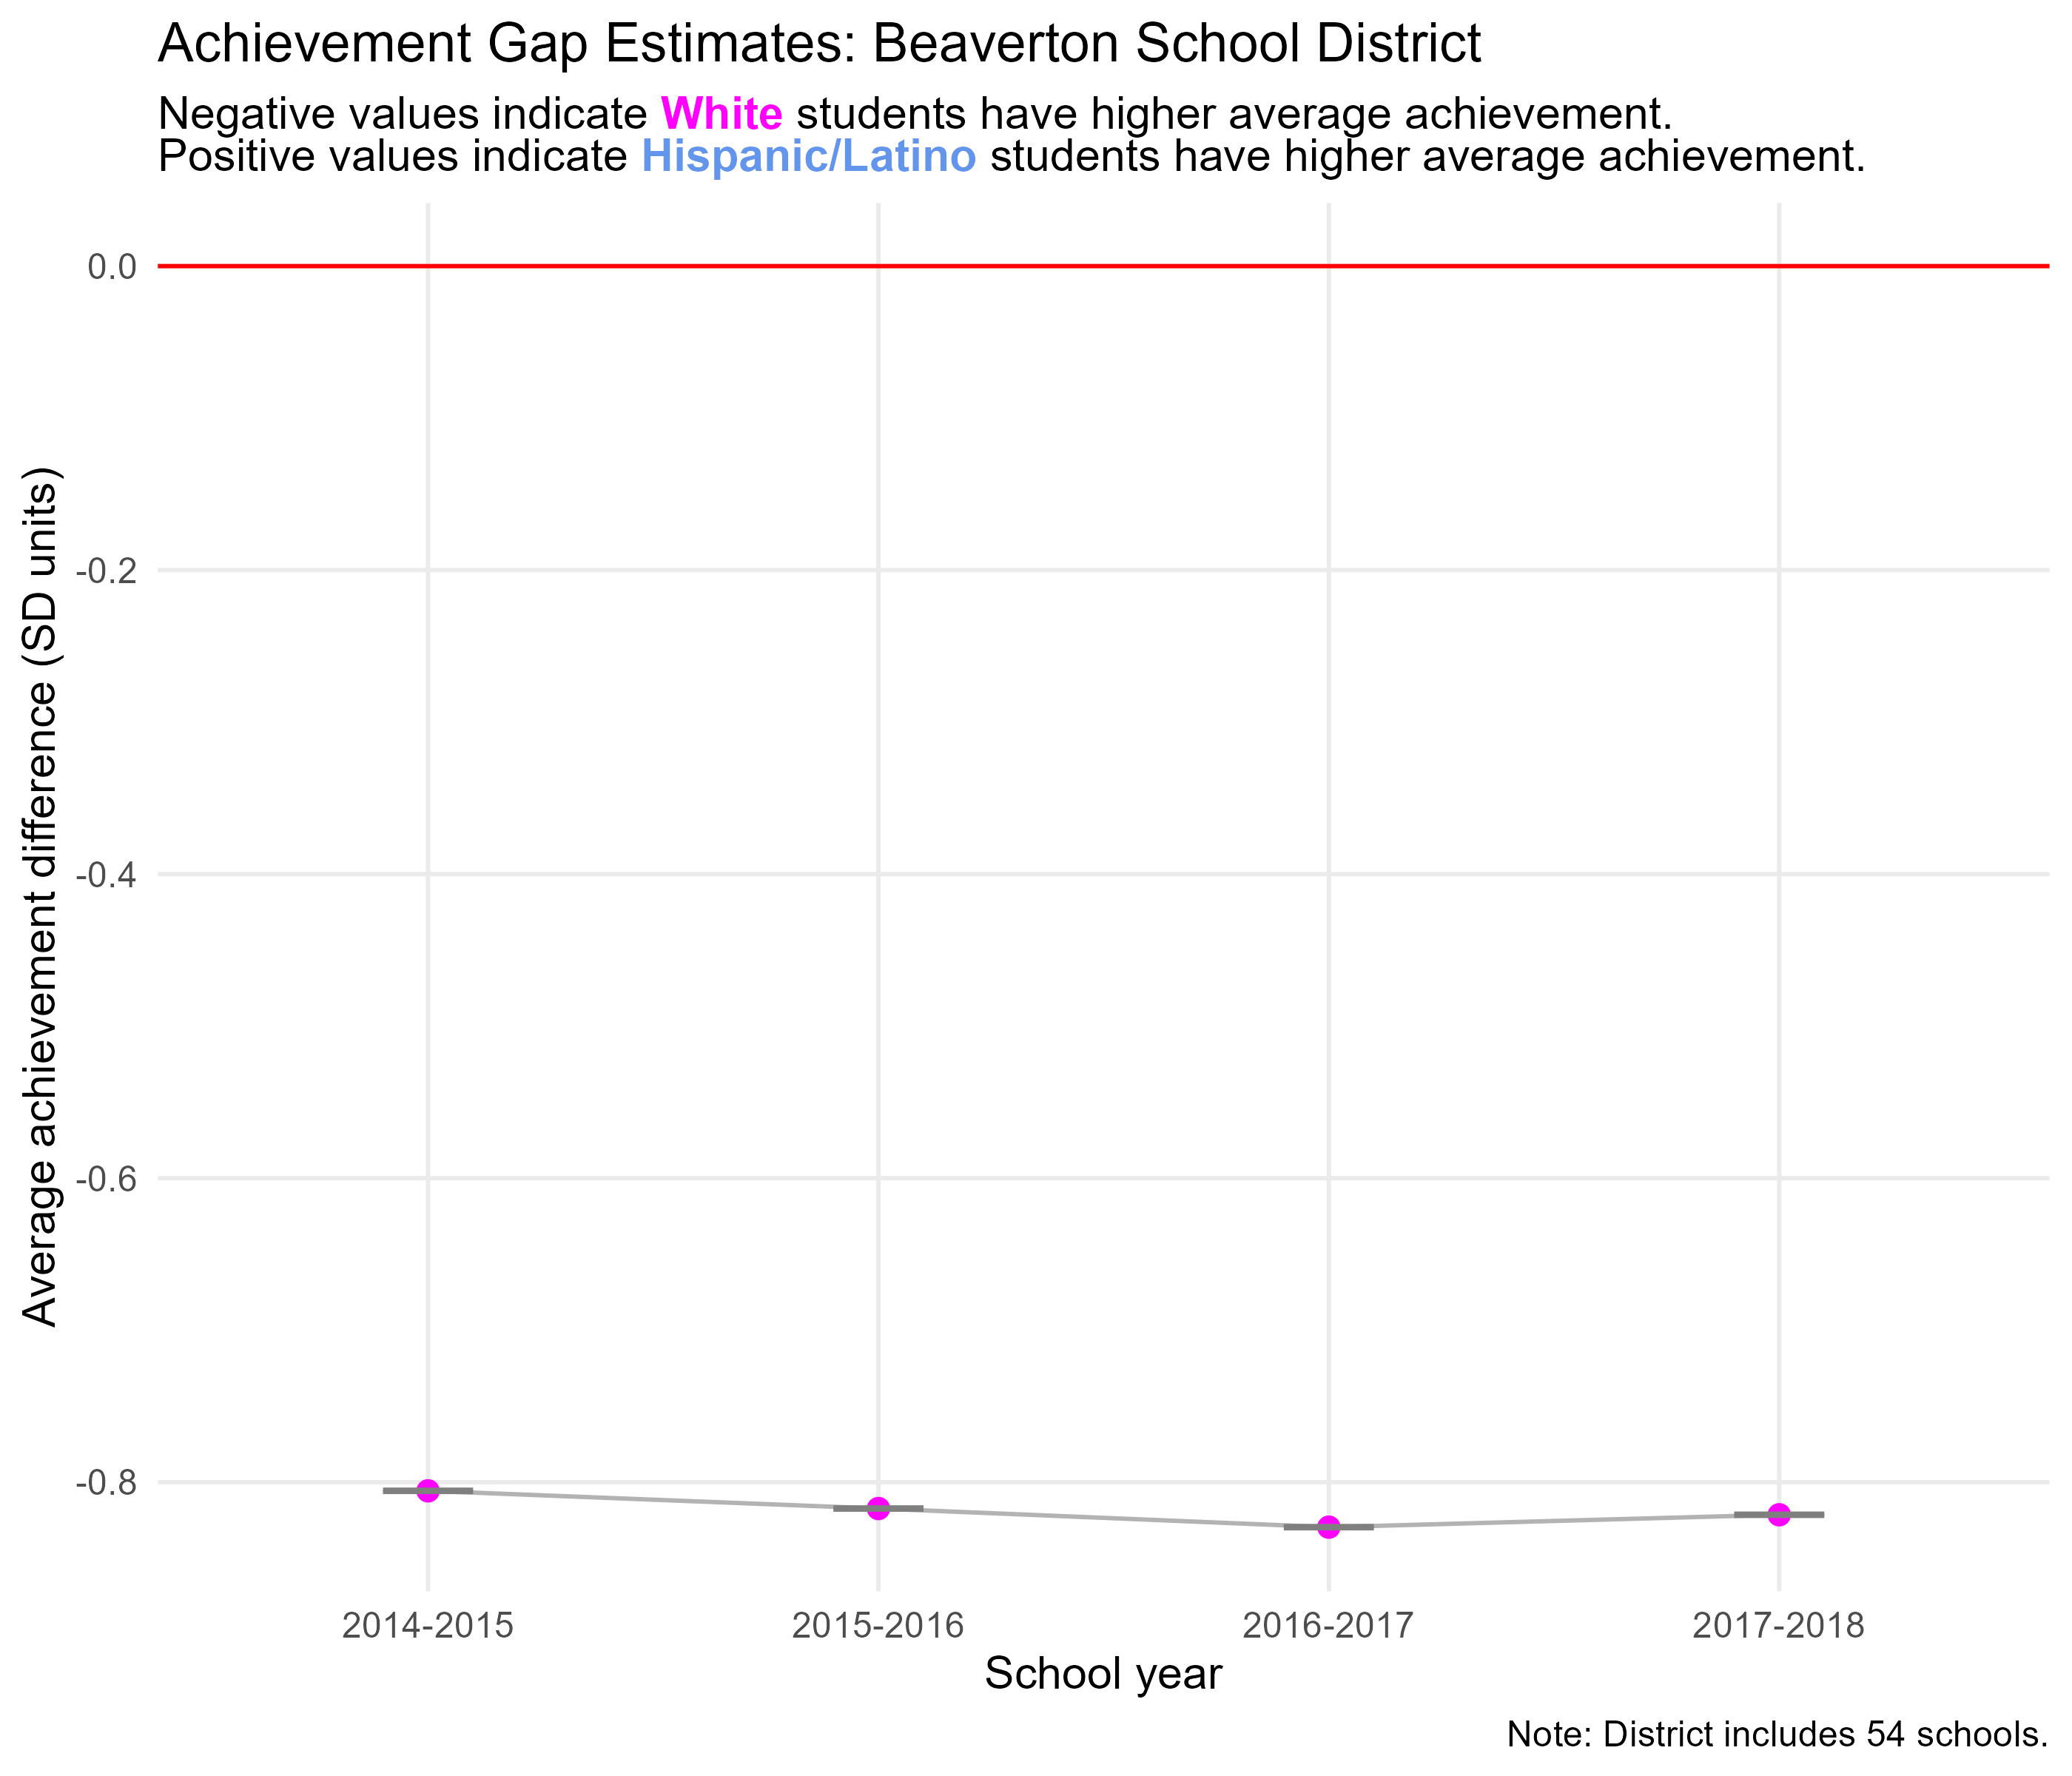 Achievement Gap Estimates: Beaverton School District
Negative values indicate White students have higher average achievement.
Positive values indicate Hispanic/Latino students have higher average achievement.
Average achievement difference (SD units)
0.0
-0.2
-0.4
-0.6
-0.8
2014-2015 2015-2016 2016-2017 2017-2018
School year
Note: District includes 54 schools.